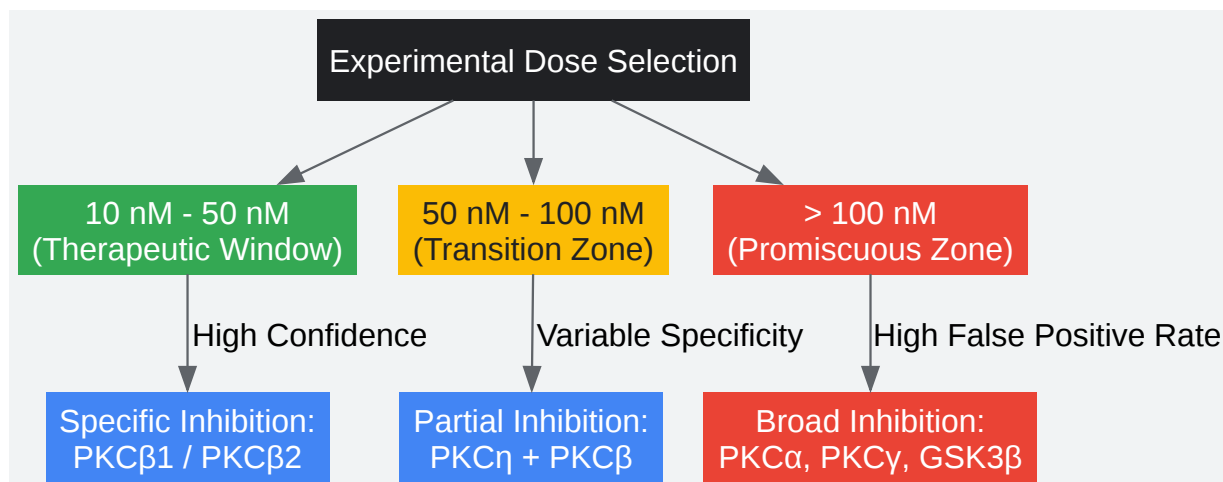 Experimental Dose Selection
10 nM - 50 nM
(Therapeutic Window)
50 nM - 100 nM
(Transition Zone)
> 100 nM
(Promiscuous Zone)
High Confidence
Variable Specificity
High False Positive Rate
Specific Inhibition:
PKCβ1 / PKCβ2
Partial Inhibition:
PKCη + PKCβ
Broad Inhibition:
PKCα, PKCγ, GSK3β